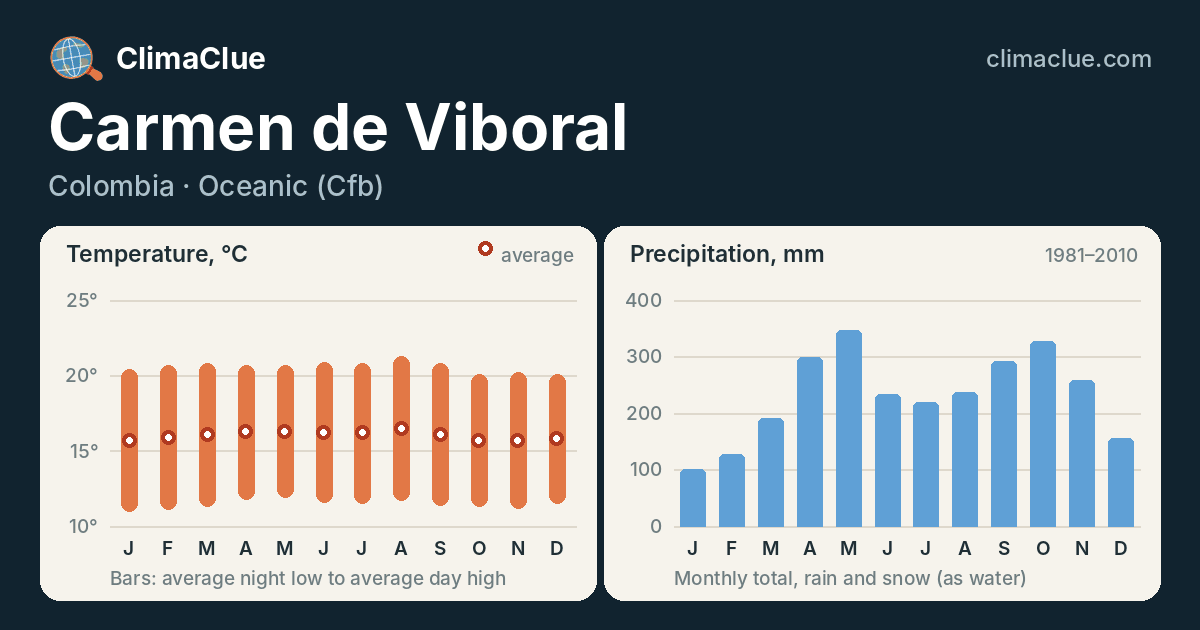 ClimaClue
climaclue.com
Carmen de Viboral
Colombia · Oceanic (Cfb)
Temperature, °C
average
25°
20°
15°
10°
J F M A M J J A S O N D
Bars: average night low to average day high
Precipitation, mm
1981–2010
400
300
200
100
0
J F M A M J J A S O N D
Monthly total, rain and snow (as water)